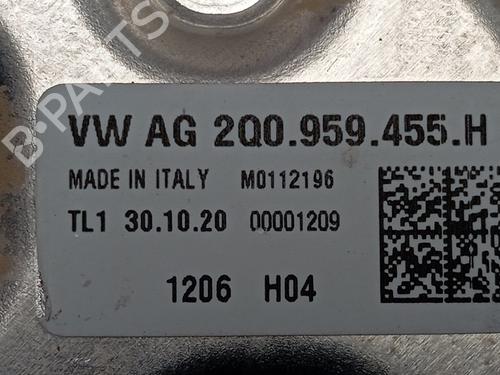 B-PARTS
VW AG 2Q0.959.455.H
MADE IN ITALY M0112196
TL1 30.10.20 00001209
1206 H04